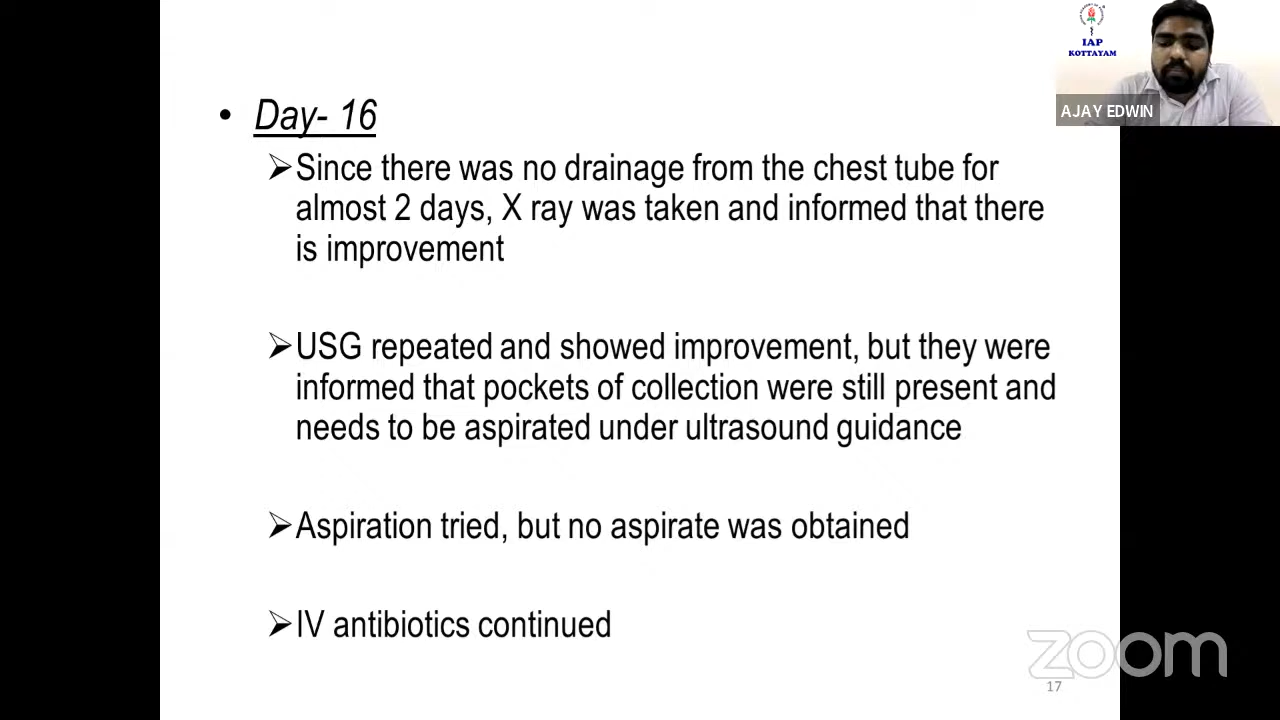 IAP
KOTTAYAM
AJAY EDWIN
• Day- 16
➢Since there was no drainage from the chest tube for
almost 2 days, X ray was taken and informed that there
is improvement
➢USG repeated and showed improvement, but they were
informed that pockets of collection were still present and
needs to be aspirated under ultrasound guidance
➢Aspiration tried, but no aspirate was obtained
➢IV antibiotics continued
zoom
17